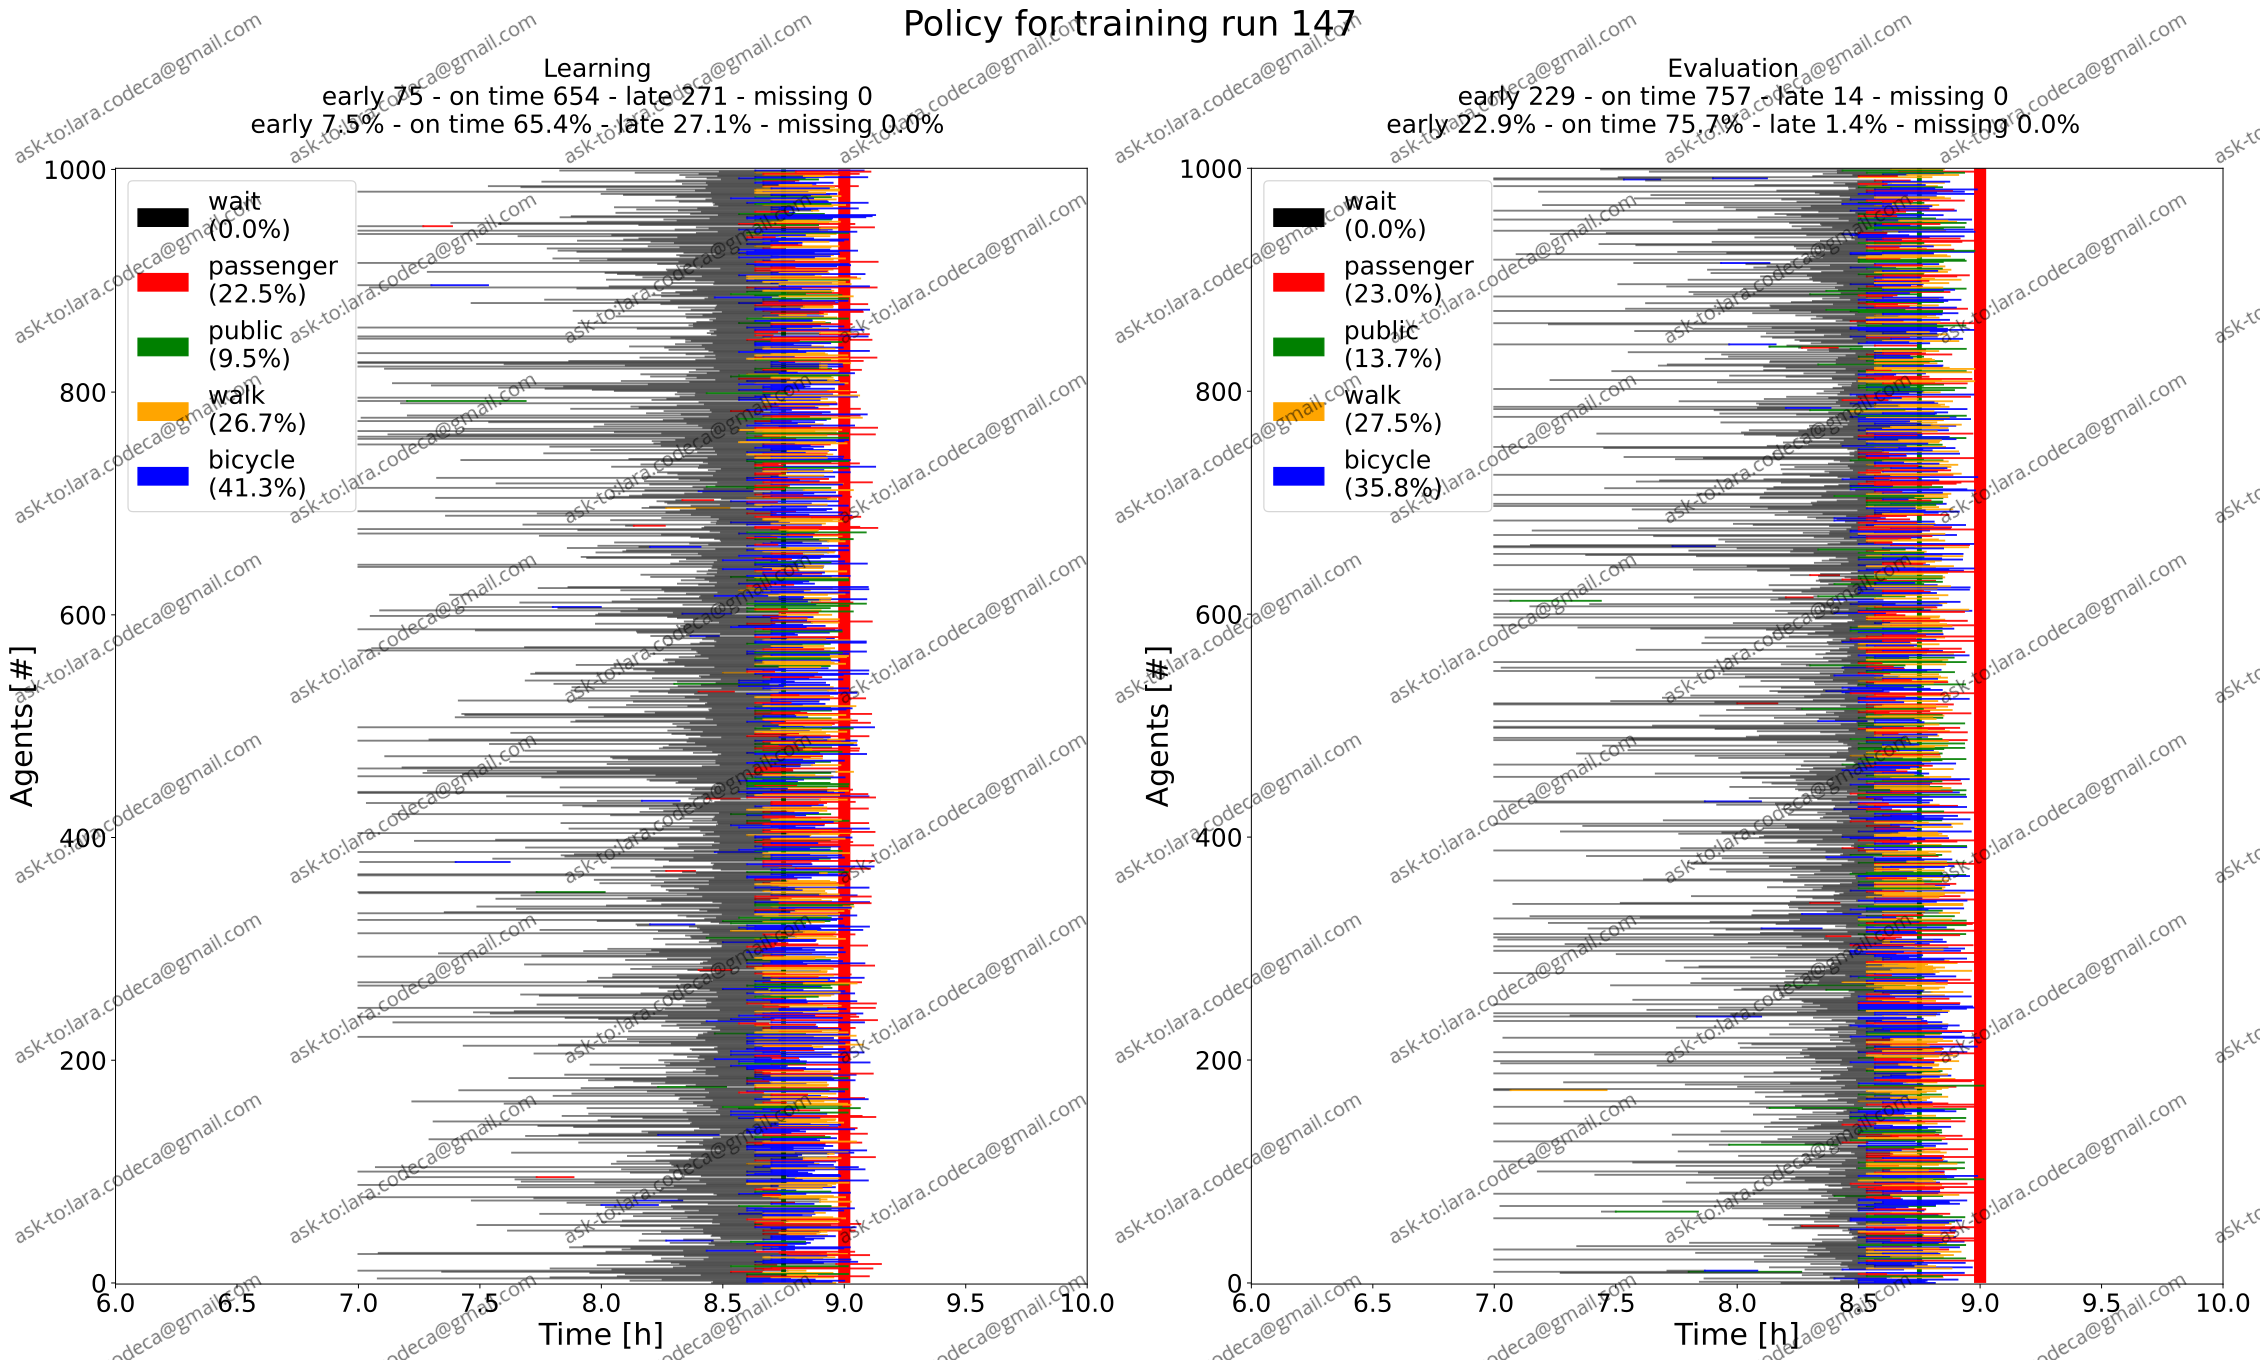 Policy for training run 147
Learning
early 75 - on time 654 - late 271 - missing 0
early 7.5% - on time 65.4% - late 27.1% - missing 0.0%
1000
800
600
400
200
0
Agents [#]
wait
(0.0%)
passenger
(22.5%)
public
(9.5%)
walk
(26.7%)
bicycle
(41.3%)
6.0 6.5 7.0 7.5 8.0 8.5 9.0 9.5 10.0
Time [h]
Evaluation
early 229 - on time 757 - late 14 - missing 0
early 22.9% - on time 75.7% - late 1.4% - missing 0.0%
1000
800
600
400
200
0
Agents [#]
wait
(0.0%)
passenger
(23.0%)
public
(13.7%)
walk
(27.5%)
bicycle
(35.8%)
6.0 6.5 7.0 7.5 8.0 8.5 9.0 9.5 10.0
Time [h]
ask-to:lara.codeca@gmail.com